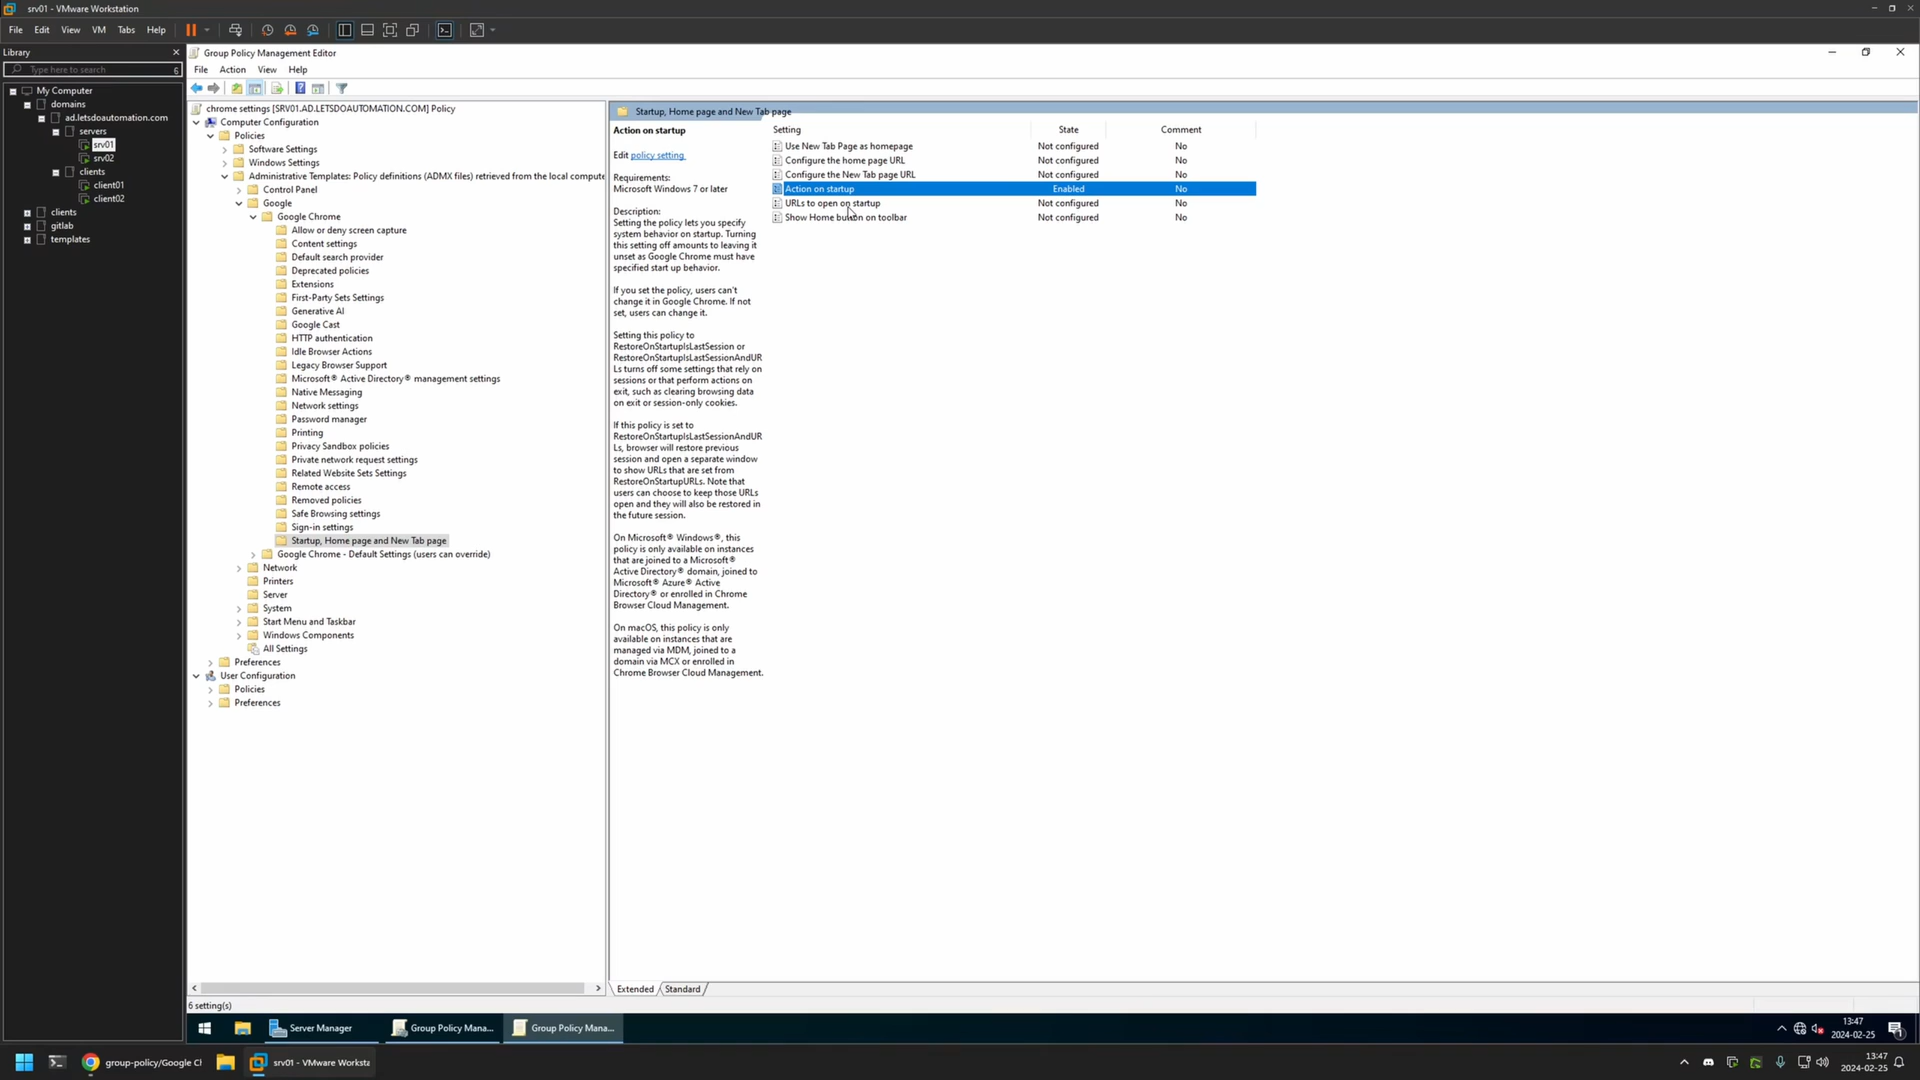 srv01 - VMware Workstation
File Edit View VM Tabs Help
Library
Type here to search
My Computer
domains
ad.letsdoautomation.com
servers
srv01
srv02
clients
client01
client02
clients
gitlab
templates
Group Policy Management Editor
File Action View Help
chrome settings [SRV01.AD.LETSDOAUTOMATION.COM] Policy
Computer Configuration
Policies
Software Settings
Windows Settings
Administrative Templates: Policy definitions (ADMX files) retrieved from the local compute
Control Panel
Google
Google Chrome
Allow or deny screen capture
Content settings
Default search provider
Deprecated policies
Extensions
First-Party Sets Settings
Generative AI
Google Cast
HTTP authentication
Idle Browser Actions
Legacy Browser Support
Microsoft® Active Directory® management settings
Native Messaging
Network settings
Password manager
Printing
Privacy Sandbox policies
Private network request settings
Related Website Sets Settings
Remote access
Removed policies
Safe Browsing settings
Sign-in settings
Startup, Home page and New Tab page
Google Chrome - Default Settings (users can override)
Network
Printers
Server
System
Start Menu and Taskbar
Windows Components
All Settings
Preferences
User Configuration
Policies
Preferences
Startup, Home page and New Tab page
Action on startup
Edit policy setting
Requirements:
Microsoft Windows 7 or later
Description:
Setting the policy lets you specify
system behavior on startup. Turning
this setting off amounts to leaving it
unset as Google Chrome must have
specified start up behavior.
If you set the policy, users can't
change it in Google Chrome. If not
set, users can change it.
Setting this policy to
RestoreOnStartupIsLastSession or
RestoreOnStartupIsLastSessionAndUR
Ls turns off some settings that rely on
sessions or that perform actions on
exit, such as clearing browsing data
on exit or session-only cookies.
If this policy is set to
RestoreOnStartupIsLastSessionAndUR
Ls, browser will restore previous
session and open a separate window
to show URLs that are set from
RestoreOnStartupURLs. Note that
users can choose to keep those URLs
open and they will also be restored in
the future session.
On Microsoft® Windows®, this
policy is only available on instances
that are joined to a Microsoft®
Active Directory® domain, joined to
Microsoft® Azure® Active
Directory® or enrolled in Chrome
Browser Cloud Management.
On macOS, this policy is only
available on instances that are
managed via MDM, joined to a
domain via MCX or enrolled in
Chrome Browser Cloud Management.
Setting State Comment
Use New Tab Page as homepage Not configured No
Configure the home page URL Not configured No
Configure the New Tab page URL Not configured No
Action on startup Enabled No
URLs to open on startup Not configured No
Show Home button on toolbar Not configured No
Extended Standard
6 setting(s)
Server Manager
Group Policy Mana...
Group Policy Mana...
13:47
2024-02-25
group-policy/Google Cl
srv01 - VMware Workst
13:47
2024-02-25